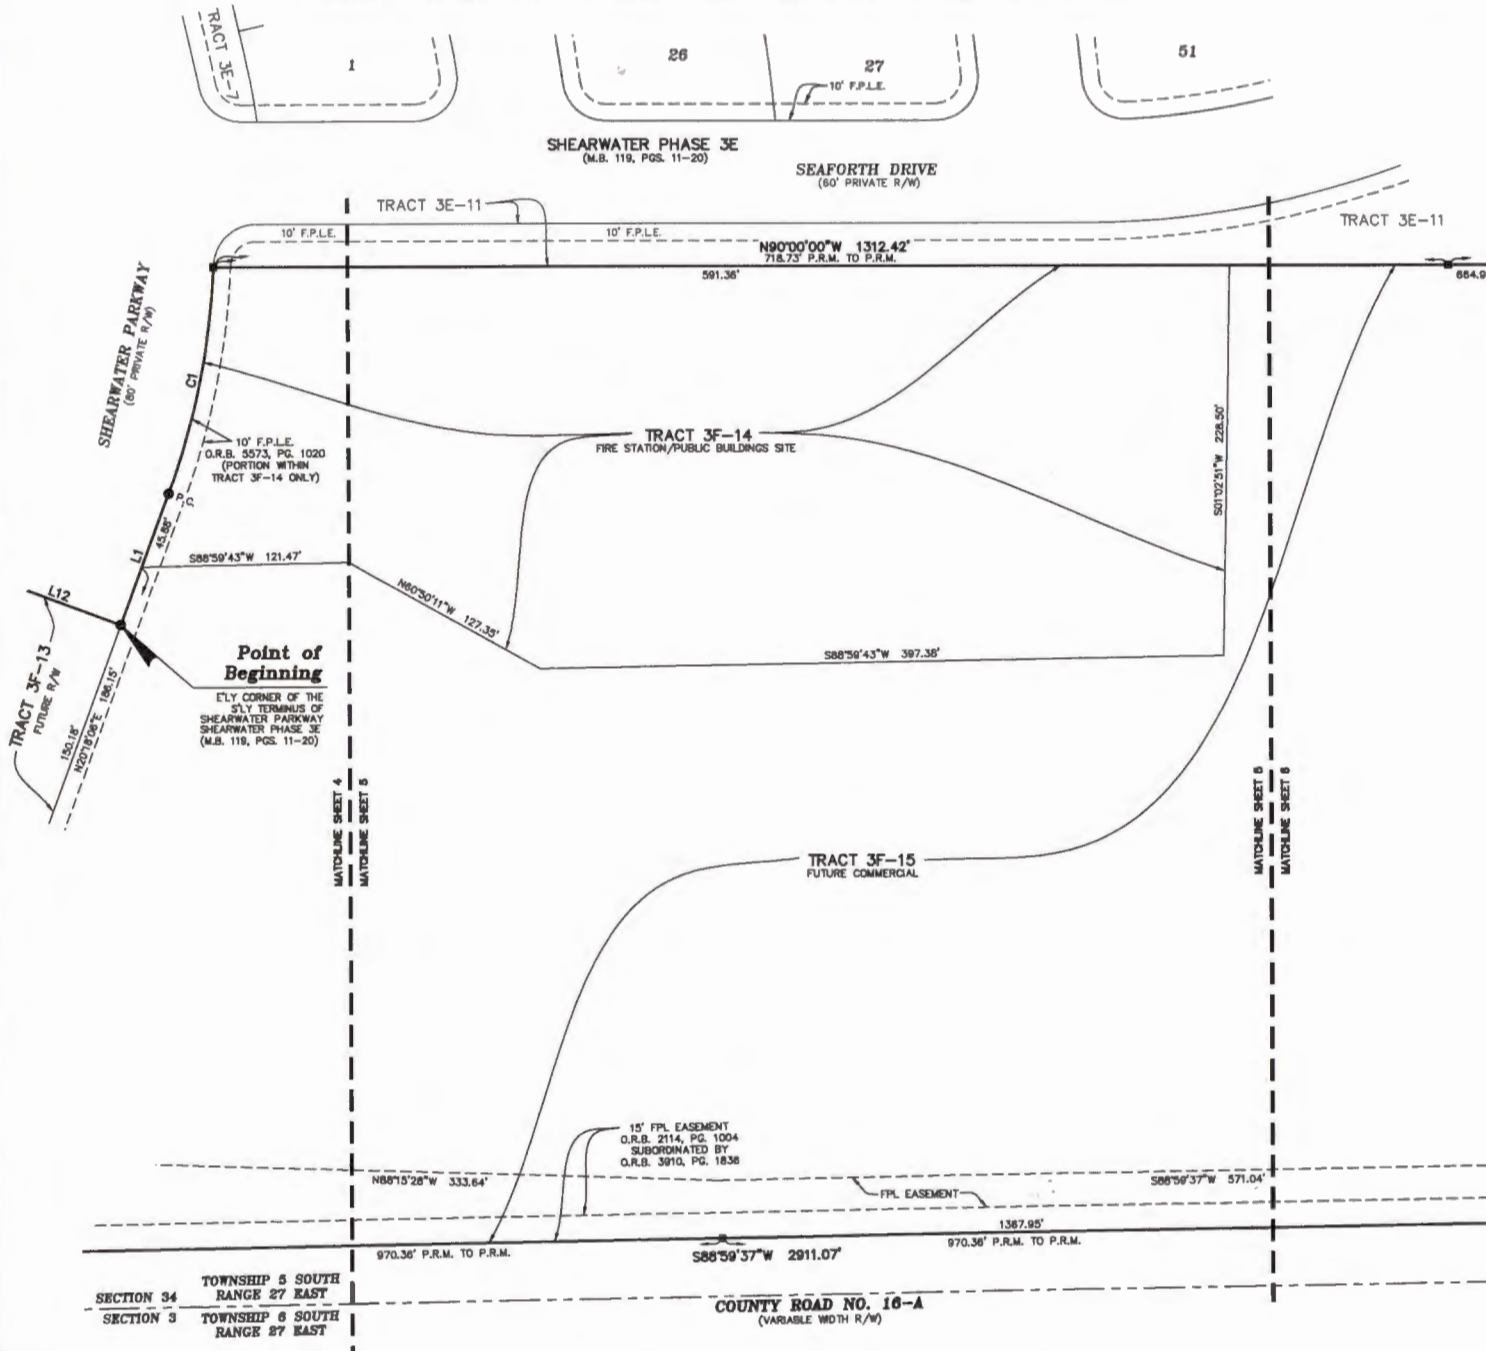 TRACT 3E-7
1
26
27
10' F.P.L.E.
51
SHEARWATER PHASE 3E
(M.B. 119, PGS. 11-20)
SEAFORTH DRIVE
(60' PRIVATE R/W)
TRACT 3E-11
TRACT 3E-11
10' F.P.L.E.
10' F.P.L.E.
N90°00'00"W 1312.42'
718.73' P.R.M. TO P.R.M.
591.36'
664.9
SHEARWATER PARKWAY
(80' PRIVATE R/W)
C1
10' F.P.L.E.
O.R.B. 5573, PG. 1020
(PORTION WITHIN
TRACT 3F-14 ONLY)
TRACT 3F-14
FIRE STATION/PUBLIC BUILDINGS SITE
S01°02'51"W 228.50'
P.C.
45.88'
L1
S88°59'43"W 121.47'
N60°50'11"W 127.35'
S88°59'43"W 397.38'
L12
TRACT 3F-13
FUTURE R/W
150.18'
N20°18'06"E 186.15'
Point of
Beginning
E'LY CORNER OF THE
S'LY TERMINUS OF
SHEARWATER PARKWAY
SHEARWATER PHASE 3E
(M.B. 119, PGS. 11-20)
MATCHLINE SHEET 4
MATCHLINE SHEET 5
MATCHLINE SHEET 5
MATCHLINE SHEET 6
TRACT 3F-15
FUTURE COMMERCIAL
15' FPL EASEMENT
O.R.B. 2114, PG. 1004
SUBORDINATED BY
O.R.B. 3910, PG. 1836
N88°15'28"W 333.64'
FPL EASEMENT
S88°59'37"W 571.04'
1367.95'
970.36' P.R.M. TO P.R.M.
S88°59'37"W 2911.07'
970.36' P.R.M. TO P.R.M.
SECTION 34
TOWNSHIP 5 SOUTH
RANGE 27 EAST
SECTION 3
TOWNSHIP 6 SOUTH
RANGE 27 EAST
COUNTY ROAD NO. 16-A
(VARIABLE WIDTH R/W)